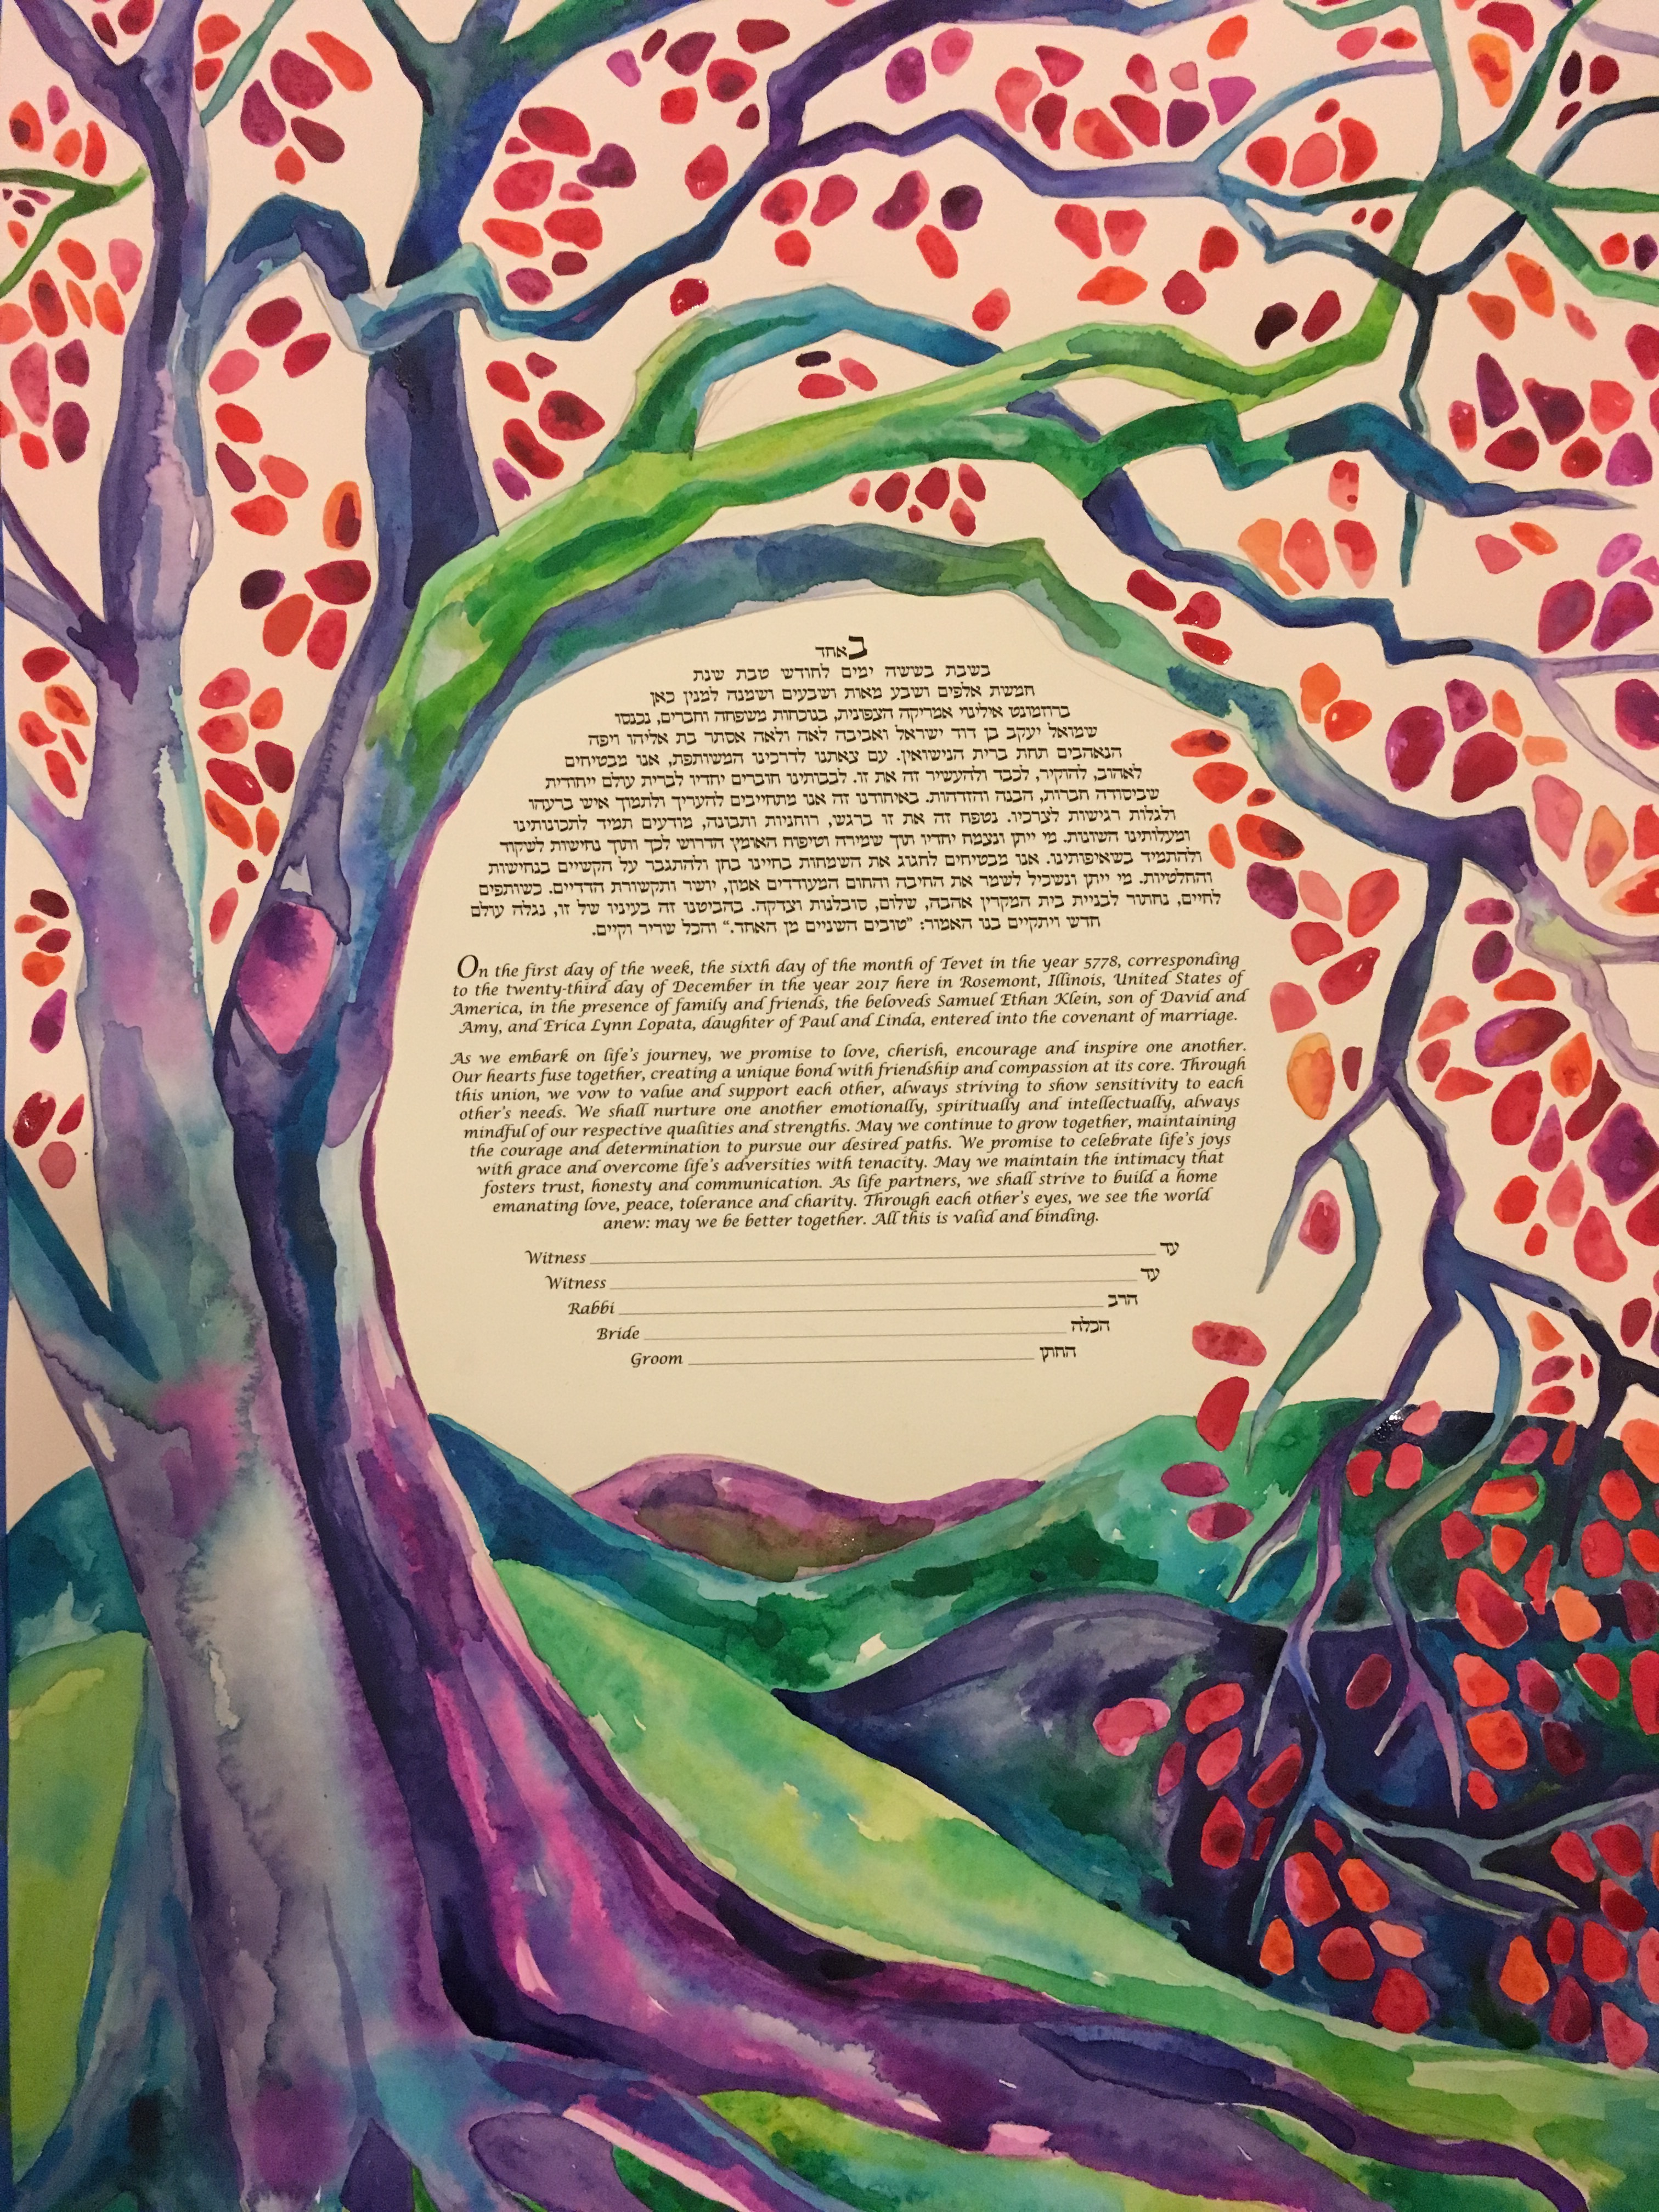 באחד
בשבת בששה ימים לחודש טבת שנת
חמשת אלפים ושבע מאות ושבעים ושמנה למנין כאן
ברוזמונט אילינוי אמריקה הצפונית, בנוכחות משפחה וחברים, נכנסו
שמואל יעקב בן דוד ישראל ואביבה לאה ולאה אסתר בת אליהו ויפה
הנאהבים תחת ברית הנישואין. עם צאתנו לדרכינו המשותפת, אנו מבטיחים
לאהוב, להוקיר, לכבד ולהעשיר זה את זו. לבבותינו חוברים יחדיו לברית עולם ייחודית
שביסודה חברות, הבנה והזדהות. באיחודנו זה אנו מתחייבים להעריך ולתמוך איש ברעהו
ולגלות רגישות לצרכיו. נטפח זה את זו ברגש, רוחניות ותבונה, מודעים תמיד לתכונותינו
ומעלותינו השונות. מי ייתן ונצמח יחדיו תוך שמירה וטיפוח האומץ הדרוש לכך ותוך נחישות לשקוד
ולהתמיד בשאיפותינו. אנו מבטיחים לחגוג את השמחות בחיינו בחן ולהתגבר על הקשיים בנחישות
והחלטיות. מי ייתן ונשכיל לשמר את החיבה והחום המעודדים אמון, יושר ותקשורת הדדיים. כשותפים
לחיים, נחתור לבניית בית המקרין אהבה, שלום, סובלנות וצדקה. בהביטנו זה בעיניו של זו, נגלה עולם
חדש ויתקיים בנו האמור: "טובים השניים מן האחד." והכל שריר וקיים.
On the first day of the week, the sixth day of the month of Tevet in the year 5778, corresponding
to the twenty-third day of December in the year 2017 here in Rosemont, Illinois, United States of
America, in the presence of family and friends, the beloveds Samuel Ethan Klein, son of David and
Amy, and Erica Lynn Lopata, daughter of Paul and Linda, entered into the covenant of marriage.
As we embark on life's journey, we promise to love, cherish, encourage and inspire one another.
Our hearts fuse together, creating a unique bond with friendship and compassion at its core. Through
this union, we vow to value and support each other, always striving to show sensitivity to each
other's needs. We shall nurture one another emotionally, spiritually and intellectually, always
mindful of our respective qualities and strengths. May we continue to grow together, maintaining
the courage and determination to pursue our desired paths. We promise to celebrate life's joys
with grace and overcome life's adversities with tenacity. May we maintain the intimacy that
fosters trust, honesty and communication. As life partners, we shall strive to build a home
emanating love, peace, tolerance and charity. Through each other's eyes, we see the world
anew: may we be better together. All this is valid and binding.
Witness עד
Witness עד
Rabbi הרב
Bride הכלה
Groom החתן